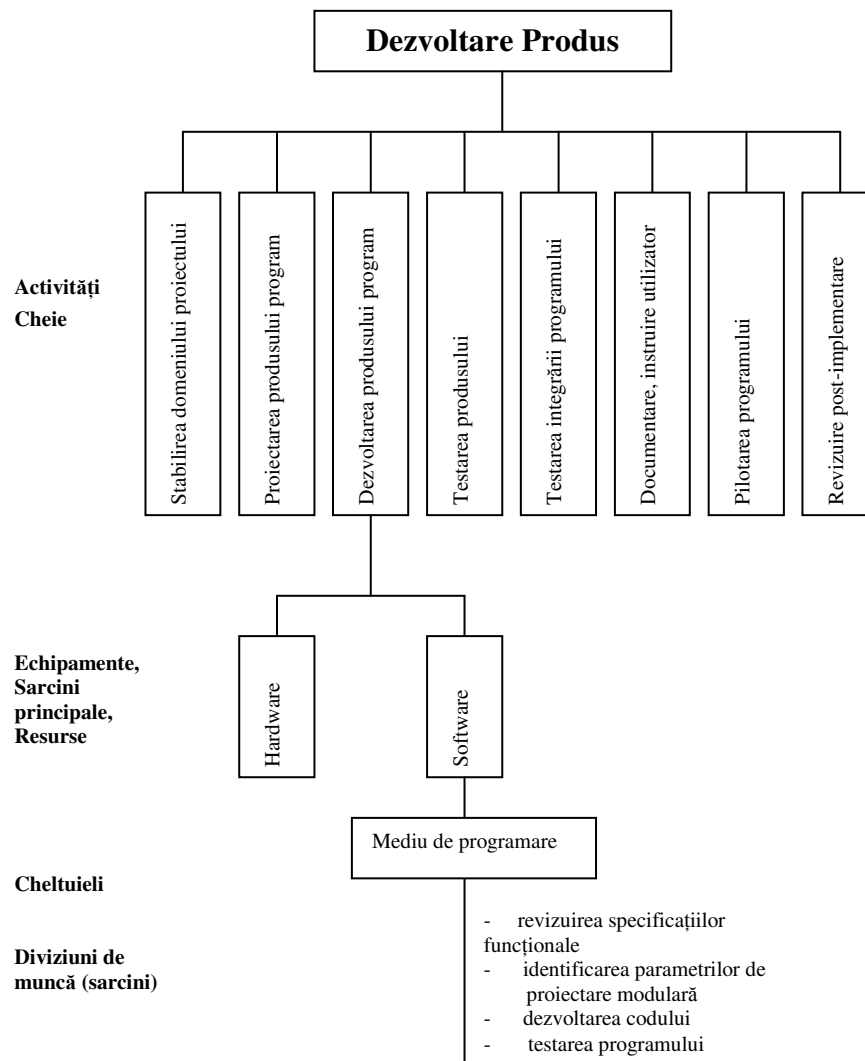 Dezvoltare Produs
Activități
Cheie
Stabilirea domeniului proiectului
Proiectarea produsului program
Dezvoltarea produsului program
Testarea produsului
Testarea integrării programului
Documentare, instruire utilizator
Pilotarea programului
Revizuire post-implementare
Echipamente,
Sarcini
principale,
Resurse
Hardware
Software
Mediu de programare
Cheltuieli
Diviziuni de
muncă (sarcini)
- revizuirea specificațiilor
funcționale
- identificarea parametrilor de
proiectare modulară
- dezvoltarea codului
- testarea programului